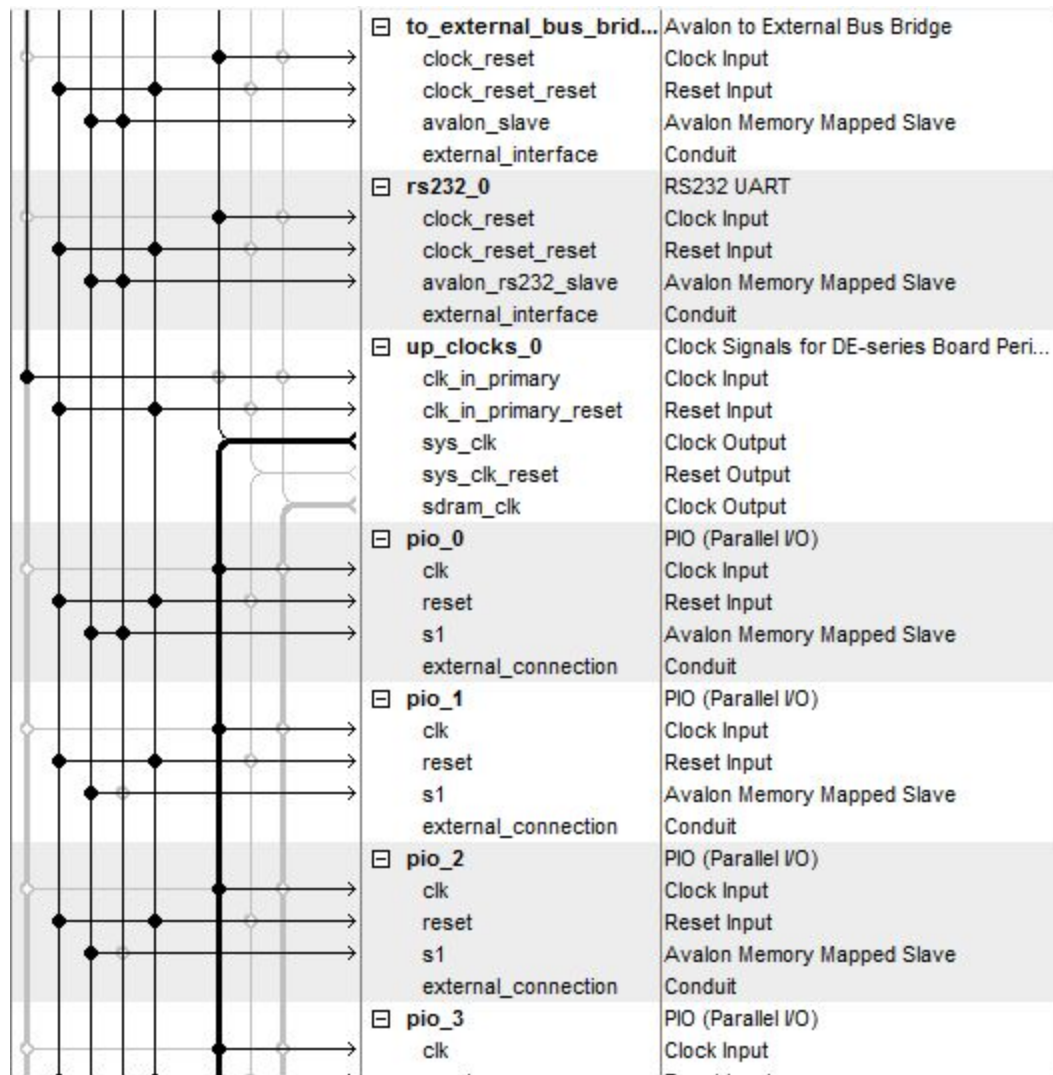 to_external_bus_brid... Avalon to External Bus Bridge
clock_reset Clock Input
clock_reset_reset Reset Input
avalon_slave Avalon Memory Mapped Slave
external_interface Conduit
rs232_0 RS232 UART
clock_reset Clock Input
clock_reset_reset Reset Input
avalon_rs232_slave Avalon Memory Mapped Slave
external_interface Conduit
up_clocks_0 Clock Signals for DE-series Board Peri...
clk_in_primary Clock Input
clk_in_primary_reset Reset Input
sys_clk Clock Output
sys_clk_reset Reset Output
sdram_clk Clock Output
pio_0 PIO (Parallel I/O)
clk Clock Input
reset Reset Input
s1 Avalon Memory Mapped Slave
external_connection Conduit
pio_1 PIO (Parallel I/O)
clk Clock Input
reset Reset Input
s1 Avalon Memory Mapped Slave
external_connection Conduit
pio_2 PIO (Parallel I/O)
clk Clock Input
reset Reset Input
s1 Avalon Memory Mapped Slave
external_connection Conduit
pio_3 PIO (Parallel I/O)
clk Clock Input